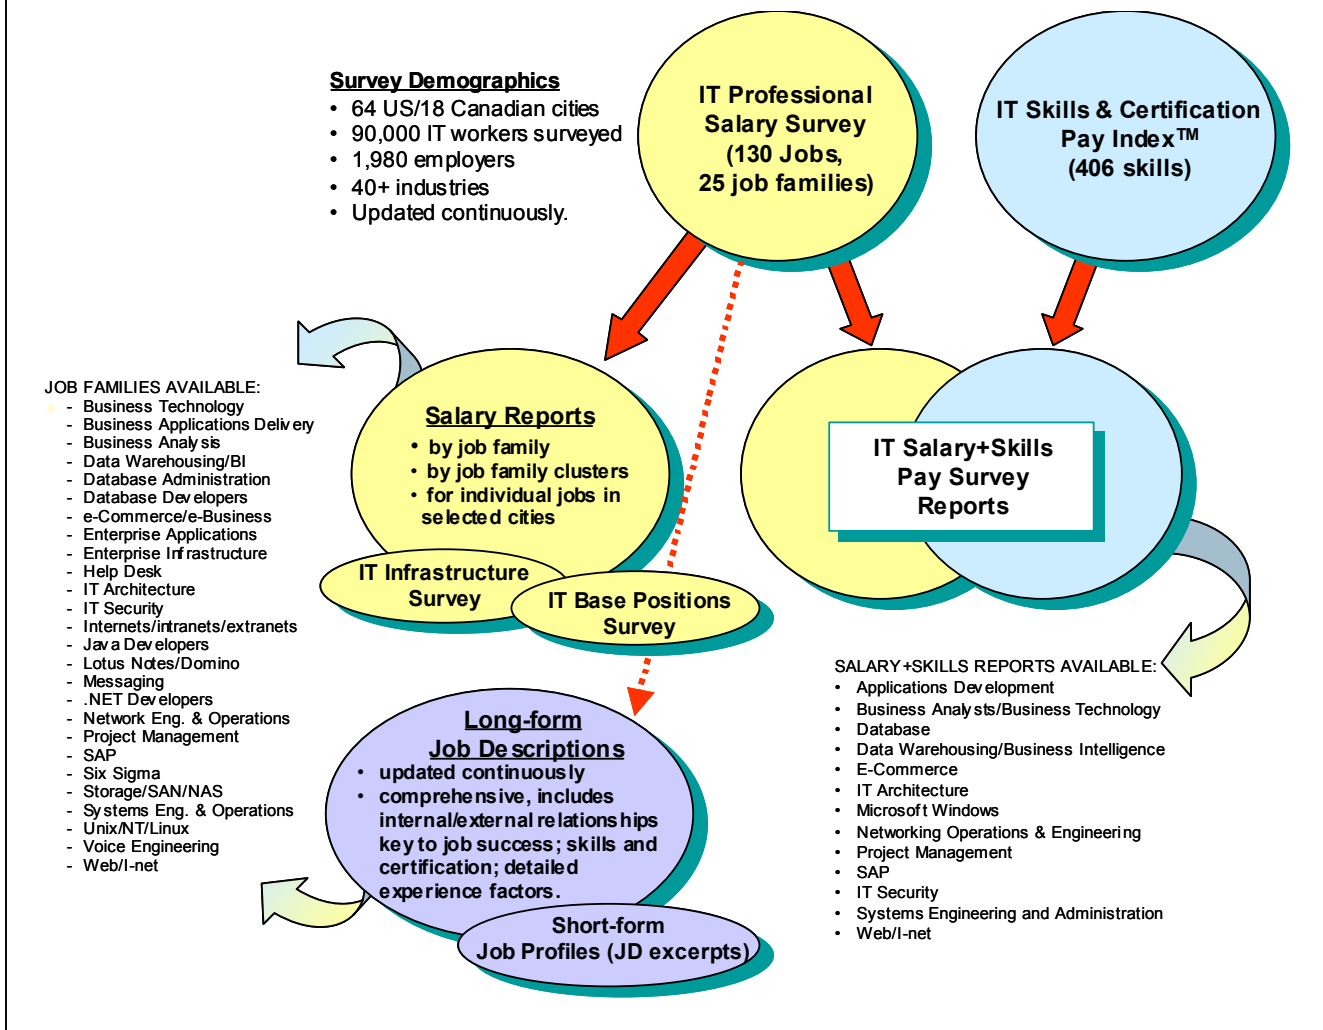 Survey Demographics
• 64 US/18 Canadian cities
• 90,000 IT workers surveyed
• 1,980 employers
• 40+ industries
• Updated continuously.
IT Professional
Salary Survey
(130 Jobs,
25 job families)
IT Skills & Certification
Pay Index™
(406 skills)
JOB FAMILIES AVAILABLE:
- Business Technology
- Business Applications Delivery
- Business Analysis
- Data Warehousing/BI
- Database Administration
- Database Developers
- e-Commerce/e-Business
- Enterprise Applications
- Enterprise Infrastructure
- Help Desk
- IT Architecture
- IT Security
- Internets/intranets/extranets
- Java Developers
- Lotus Notes/Domino
- Messaging
- .NET Developers
- Network Eng. & Operations
- Project Management
- SAP
- Six Sigma
- Storage/SAN/NAS
- Systems Eng. & Operations
- Unix/NT/Linux
- Voice Engineering
- Web/I-net
Salary Reports
• by job family
• by job family clusters
• for individual jobs in
selected cities
IT Infrastructure
Survey
IT Base Positions
Survey
IT Salary+Skills
Pay Survey
Reports
Long-form
Job Descriptions
• updated continuously
• comprehensive, includes
internal/external relationships
key to job success; skills and
certification; detailed
experience factors.
Short-form
Job Profiles (JD excerpts)
SALARY+SKILLS REPORTS AVAILABLE:
• Applications Development
• Business Analysts/Business Technology
• Database
• Data Warehousing/Business Intelligence
• E-Commerce
• IT Architecture
• Microsoft Windows
• Networking Operations & Engineering
• Project Management
• SAP
• IT Security
• Systems Engineering and Administration
• Web/I-net